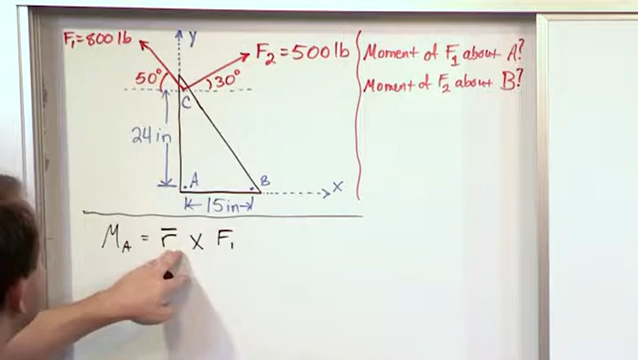 F₁=800 lb
y
F₂=500 lb
50°
30°
C
24 in
A
B
x
15 in
Moment of F₁ about A?
Moment of F₂ about B?
M_A = r̅ x F₁